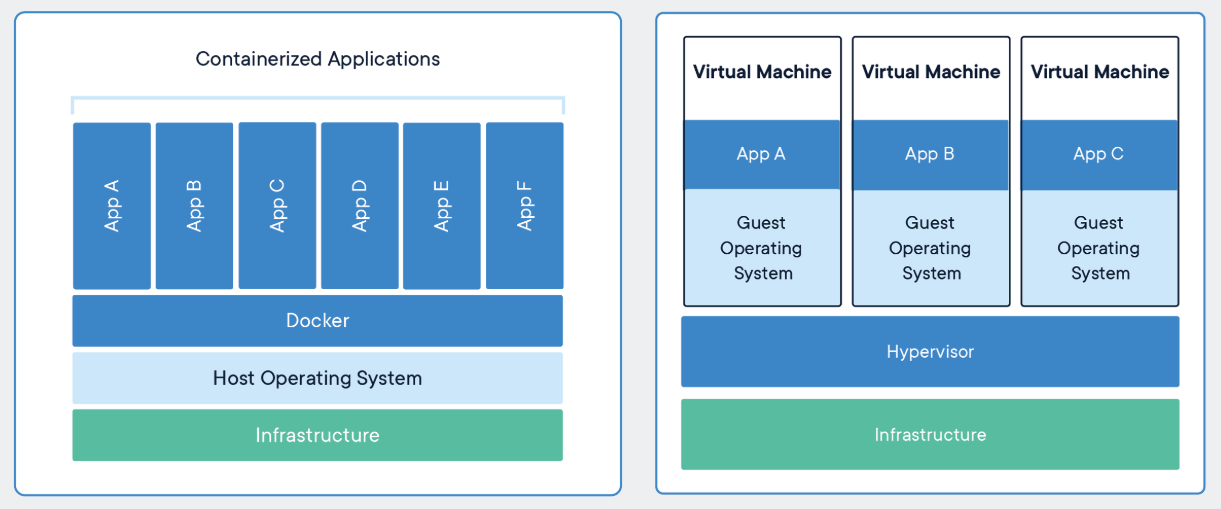 Containerized Applications
App A
App B
App C
App D
App E
App F
Docker
Host Operating System
Infrastructure
Virtual Machine
App A
Guest
Operating
System
Virtual Machine
App B
Guest
Operating
System
Virtual Machine
App C
Guest
Operating
System
Hypervisor
Infrastructure